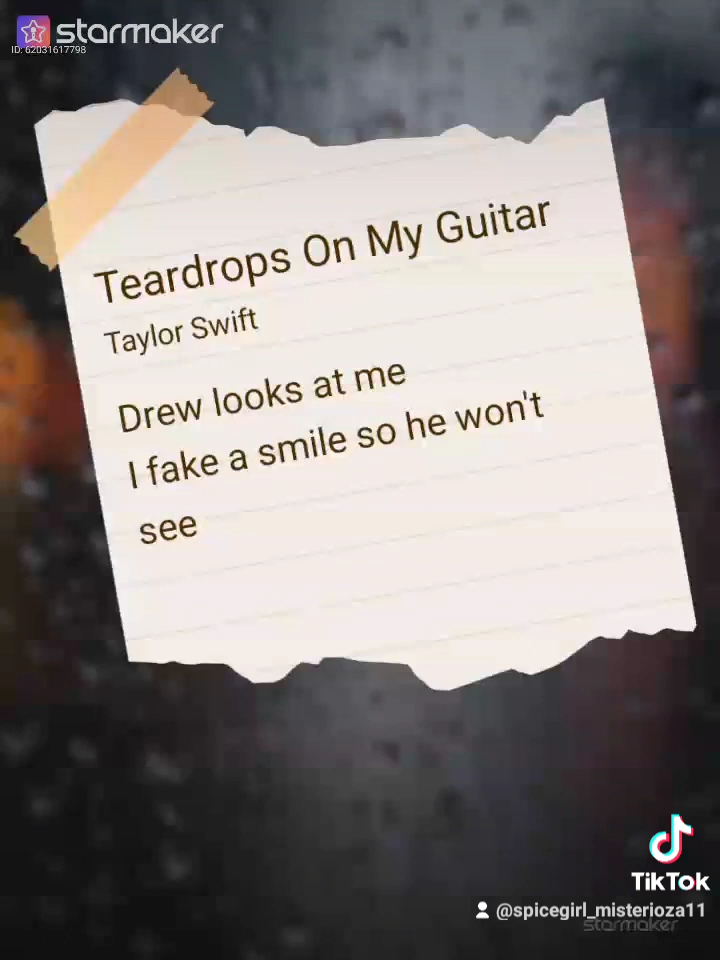 starmaker
ID: 62031617798
Teardrops On My Guitar
Taylor Swift
Drew looks at me
I fake a smile so he won't
see
TikTok
@spicegirl_misterioza11
starmaker